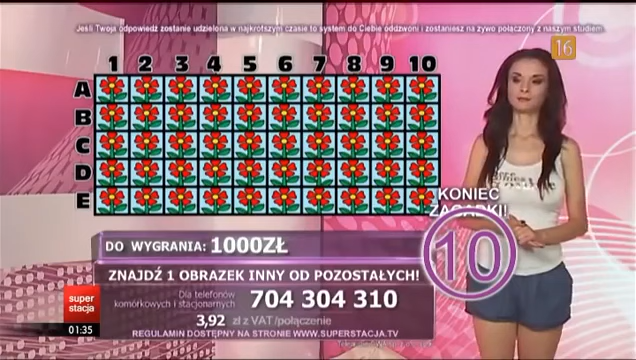 Jeśli Twoja odpowiedź zostanie udzielona w najkrótszym czasie to system do Ciebie oddzwoni i zostaniesz na żywo połączony z naszym studiem
16
1 2 3 4 5 6 7 8 9 10
A
B
C
D
E
KONIEC
ZAGADKI!
10
DO WYGRANIA: 1000ZŁ
ZNAJDŹ 1 OBRAZEK INNY OD POZOSTAŁYCH!
Dla telefonów
komórkowych i stacjonarnych
704 304 310
3,92 zł z VAT/połączenie
REGULAMIN DOSTĘPNY NA STRONIE WWW.SUPERSTACJA.TV
super
stacja
01:35